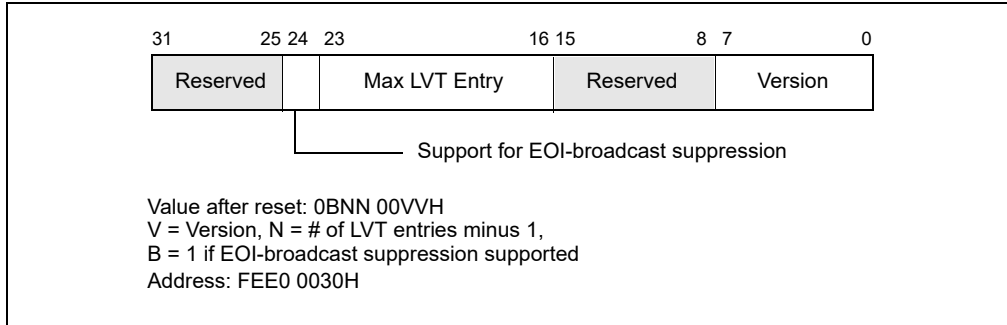 31 25 24 23 16 15 8 7 0
Reserved Max LVT Entry Reserved Version
Support for EOI-broadcast suppression
Value after reset: 0BNN 00VVH
V = Version, N = # of LVT entries minus 1,
B = 1 if EOI-broadcast suppression supported
Address: FEE0 0030H